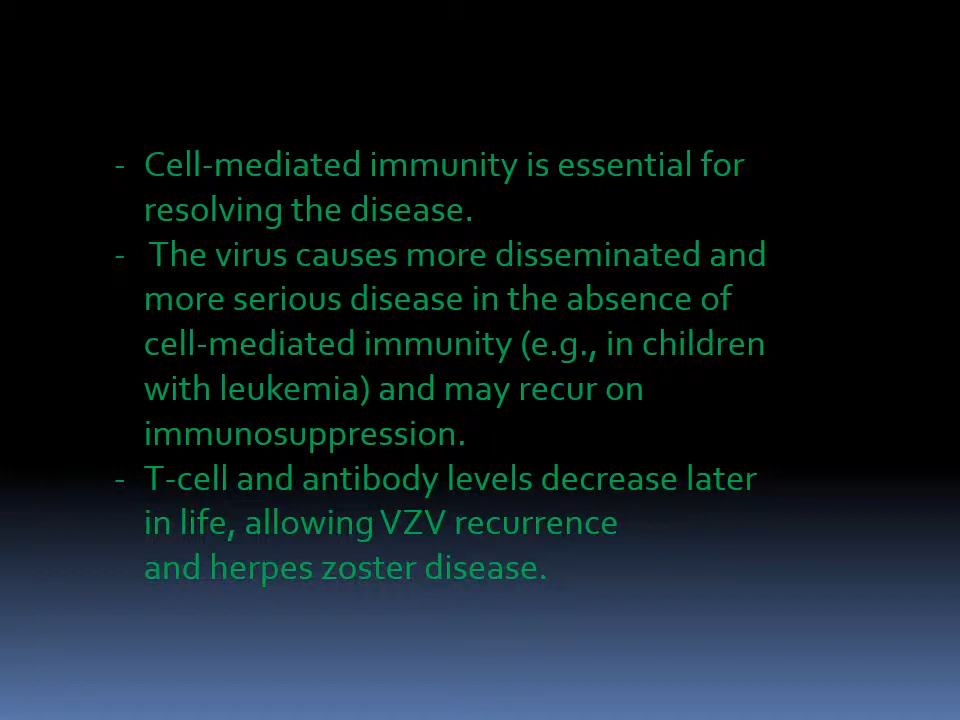 - Cell-mediated immunity is essential for
resolving the disease.
- The virus causes more disseminated and
more serious disease in the absence of
cell-mediated immunity (e.g., in children
with leukemia) and may recur on
immunosuppression.
- T-cell and antibody levels decrease later
in life, allowing VZV recurrence
and herpes zoster disease.